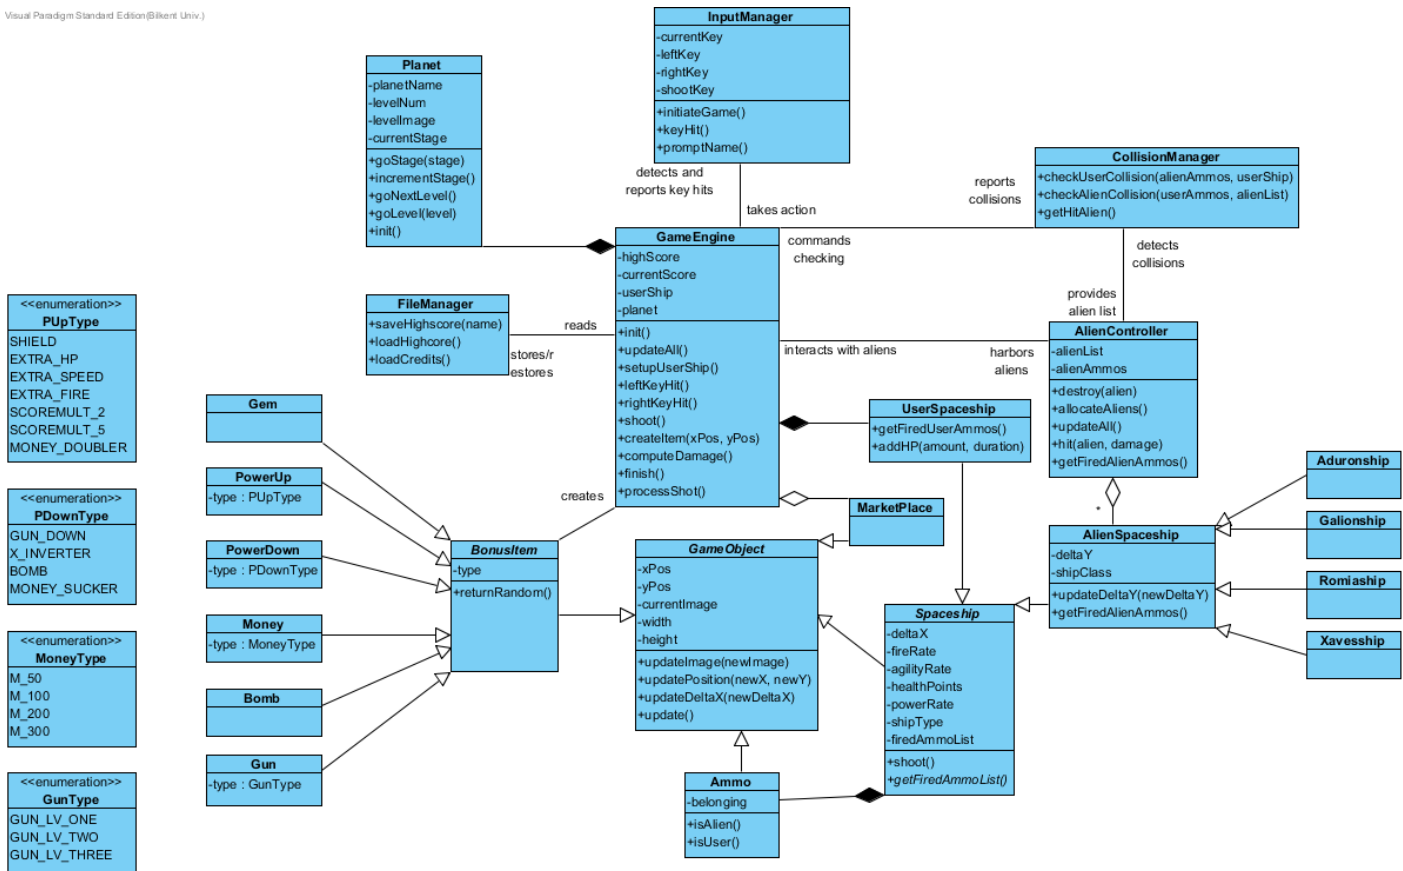 Visual Paradigm Standard Edition(Bilkent Univ.)
InputManager
-currentKey
-leftKey
-rightKey
-shootKey
+initiateGame()
+keyHit()
+promptName()
Planet
-planetName
-levelNum
-levelImage
-currentStage
+goStage(stage)
+incrementStage()
+goNextLevel()
+goLevel(level)
+init()
detects and
reports key hits
takes action
reports
collisions
CollisionManager
+checkUserCollision(alienAmmos, userShip)
+checkAlienCollision(userAmmos, alienList)
+getHitAlien()
commands
checking
detects
collisions
provides
alien list
GameEngine
-highScore
-currentScore
-userShip
-planet
+init()
+updateAll()
+setupUserShip()
+leftKeyHit()
+rightKeyHit()
+shoot()
+createItem(xPos, yPos)
+computeDamage()
+finish()
+processShot()
FileManager
+saveHighscore(name)
+loadHighcore()
+loadCredits()
reads
stores/r
estores
interacts with aliens
harbors
aliens
AlienController
-alienList
-alienAmmos
+destroy(alien)
+allocateAliens()
+updateAll()
+hit(alien, damage)
+getFiredAlienAmmos()
<<enumeration>>
PUpType
SHIELD
EXTRA_HP
EXTRA_SPEED
EXTRA_FIRE
SCOREMULT_2
SCOREMULT_5
MONEY_DOUBLER
<<enumeration>>
PDownType
GUN_DOWN
X_INVERTER
BOMB
MONEY_SUCKER
<<enumeration>>
MoneyType
M_50
M_100
M_200
M_300
<<enumeration>>
GunType
GUN_LV_ONE
GUN_LV_TWO
GUN_LV_THREE
Gem
PowerUp
-type : PUpType
PowerDown
-type : PDownType
Money
-type : MoneyType
Bomb
Gun
-type : GunType
creates
BonusItem
-type
+returnRandom()
UserSpaceship
+getFiredUserAmmos()
+addHP(amount, duration)
MarketPlace
GameObject
-xPos
-yPos
-currentImage
-width
-height
+updateImage(newImage)
+updatePosition(newX, newY)
+updateDeltaX(newDeltaX)
+update()
Ammo
-belonging
+isAlien()
+isUser()
Spaceship
-deltaX
-fireRate
-agilityRate
-healthPoints
-powerRate
-shipType
-firedAmmoList
+shoot()
+getFiredAmmoList()
*
AlienSpaceship
-deltaY
-shipClass
+updateDeltaY(newDeltaY)
+getFiredAlienAmmos()
Aduronship
Galionship
Romiaship
Xavesship